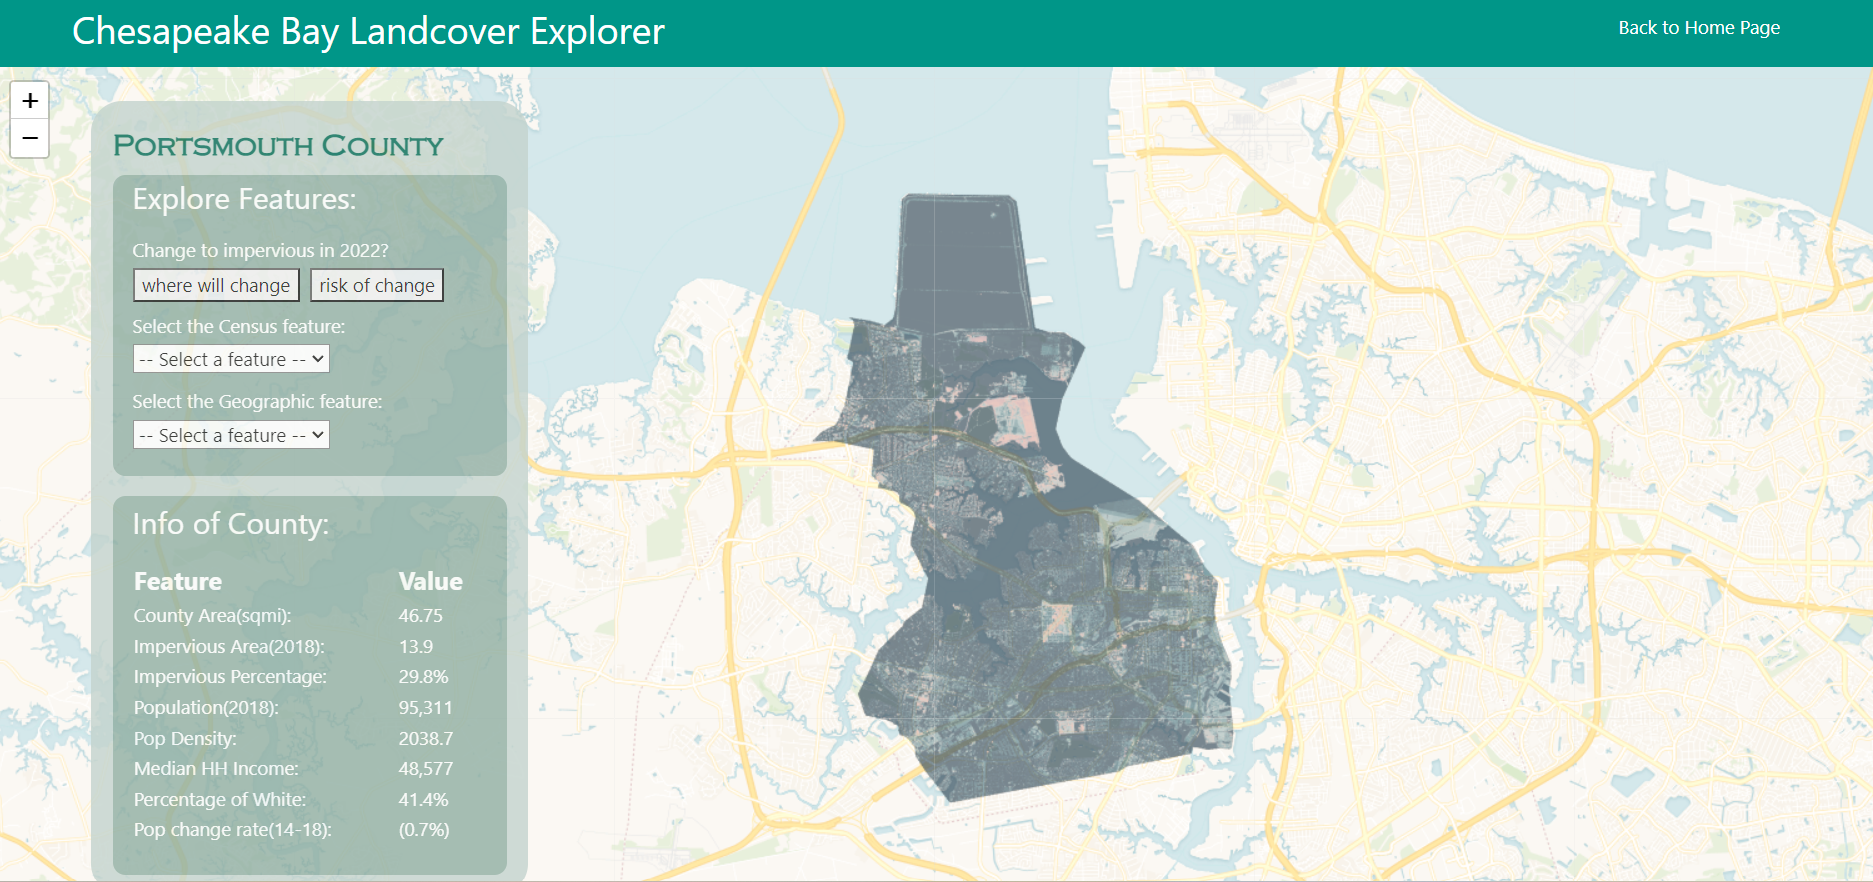 Chesapeake Bay Landcover Explorer
Back to Home Page
+
−
Portsmouth County
Explore Features:
Change to impervious in 2022?
where will change risk of change
Select the Census feature:
-- Select a feature --
Select the Geographic feature:
-- Select a feature --
Info of County:
Feature Value
County Area(sqmi): 46.75
Impervious Area(2018): 13.9
Impervious Percentage: 29.8%
Population(2018): 95,311
Pop Density: 2038.7
Median HH Income: 48,577
Percentage of White: 41.4%
Pop change rate(14-18): (0.7%)